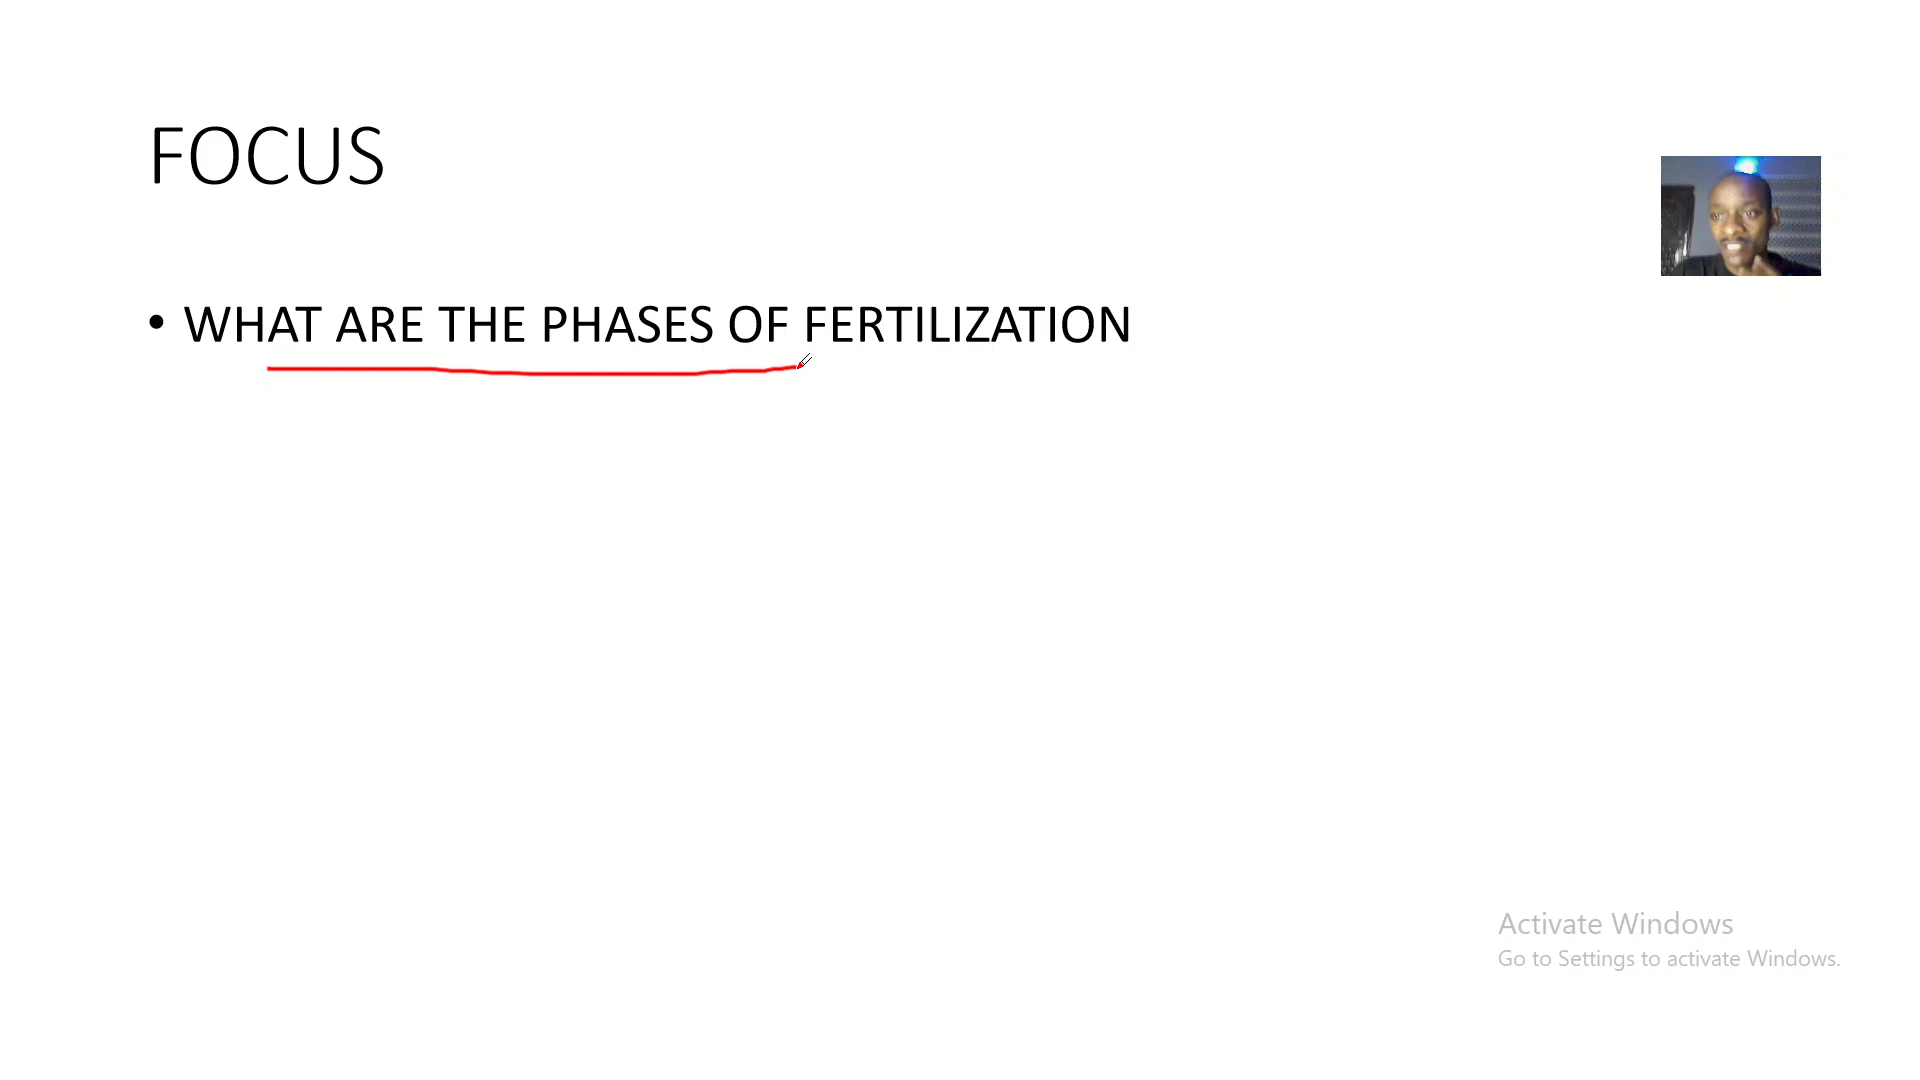 FOCUS
• WHAT ARE THE PHASES OF FERTILIZATION
Activate Windows
Go to Settings to activate Windows.